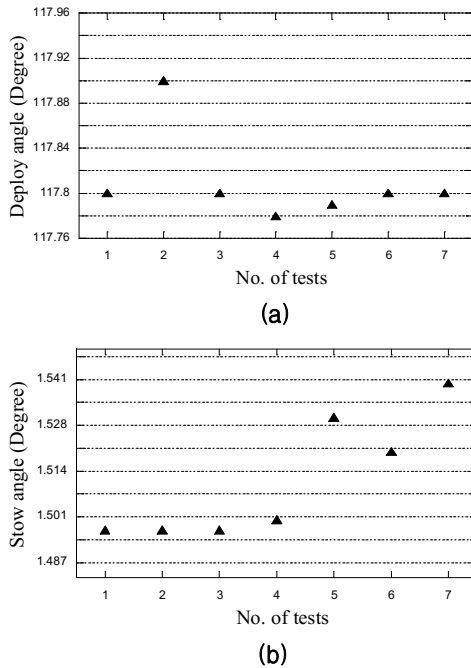 117.96
117.92
117.88
117.84
117.8
117.76
Deploy angle (Degree)
1 2 3 4 5 6 7
No. of tests
(a)
1.541
1.528
1.514
1.501
1.487
Stow angle (Degree)
1 2 3 4 5 6 7
No. of tests
(b)